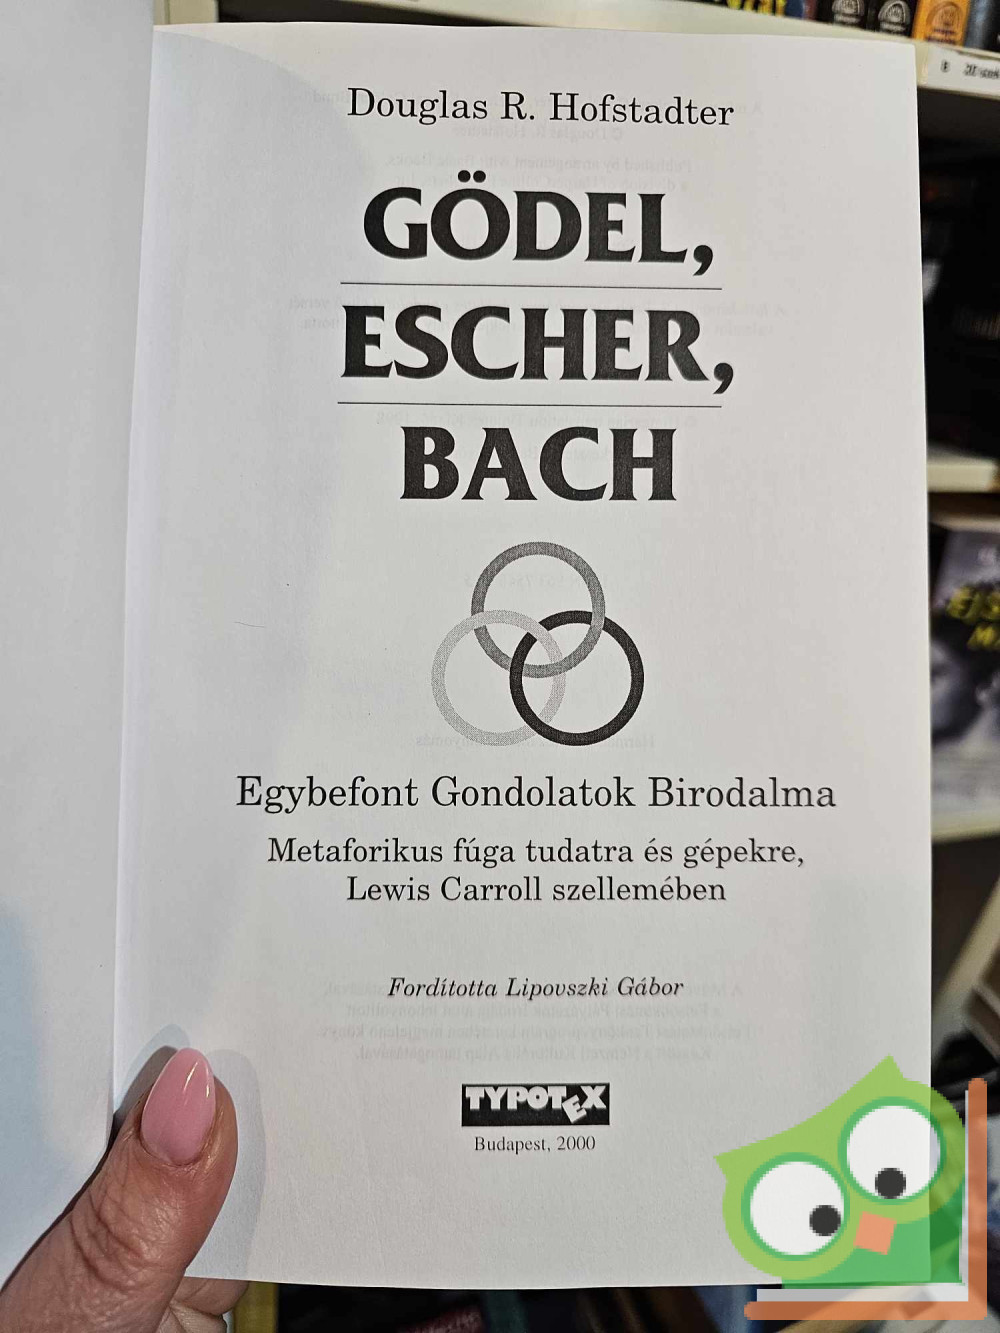 Douglas R. Hofstadter
GÖDEL,
ESCHER,
BACH
Egybefont Gondolatok Birodalma
Metaforikus fúga tudatra és gépekre,
Lewis Carroll szellemében
Fordította Lipovszki Gábor
TYPOTEX
Budapest, 2000